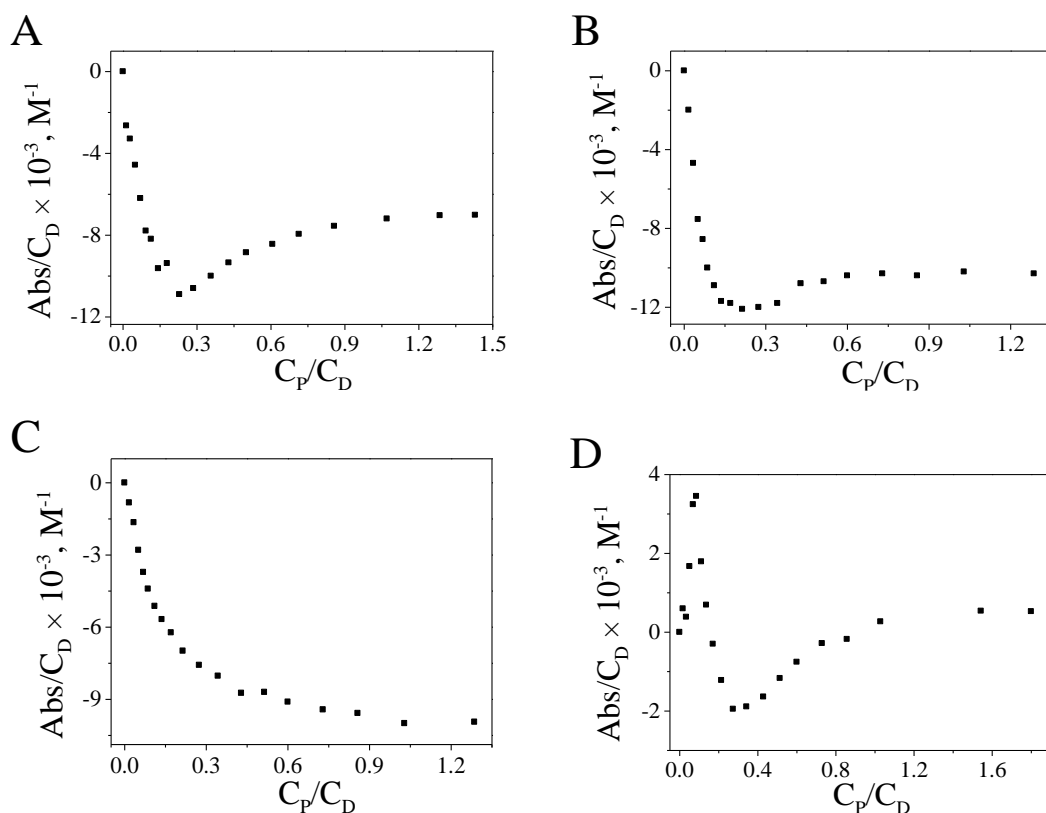 A
Abs/C_D × 10⁻³, M⁻¹
0
-4
-8
-12
0.0 0.3 0.6 0.9 1.2 1.5
C_P/C_D
B
Abs/C_D × 10⁻³, M⁻¹
0
-4
-8
-12
0.0 0.3 0.6 0.9 1.2
C_P/C_D
C
Abs/C_D × 10⁻³, M⁻¹
0
-3
-6
-9
0.0 0.3 0.6 0.9 1.2
C_P/C_D
D
Abs/C_D × 10⁻³, M⁻¹
4
2
0
-2
0.0 0.4 0.8 1.2 1.6
C_P/C_D